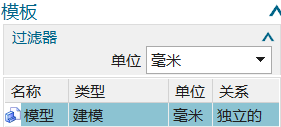 模板
过滤器
单位 毫米
名称 类型 单位 关系
模型 建模 毫米 独立的